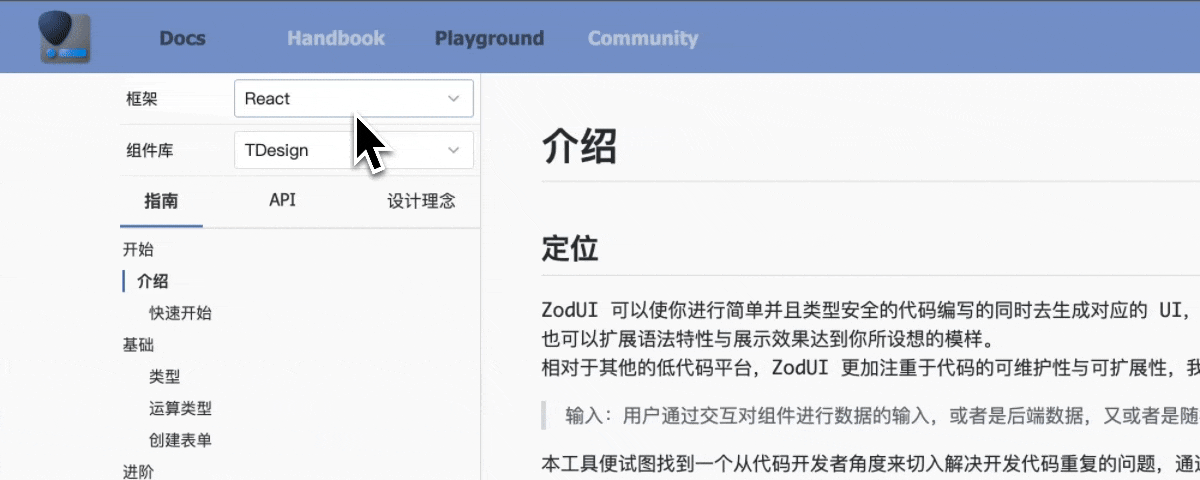 Docs Handbook Playground Community
框架 React
组件库 TDesign
指南 API 设计理念
开始
介绍
快速开始
基础
类型
运算类型
创建表单
进阶
介绍
定位
ZodUI 可以使你进行简单并且类型安全的代码编写的同时去生成对应的 UI，
也可以扩展语法特性与展示效果达到你所设想的模样。
相对于其他的低代码平台，ZodUI 更加注重于代码的可维护性与可扩展性，我
输入：用户通过交互对组件进行数据的输入，或者是后端数据，又或者是随
本工具便试图找到一个从代码开发者角度来切入解决开发代码重复的问题，通过